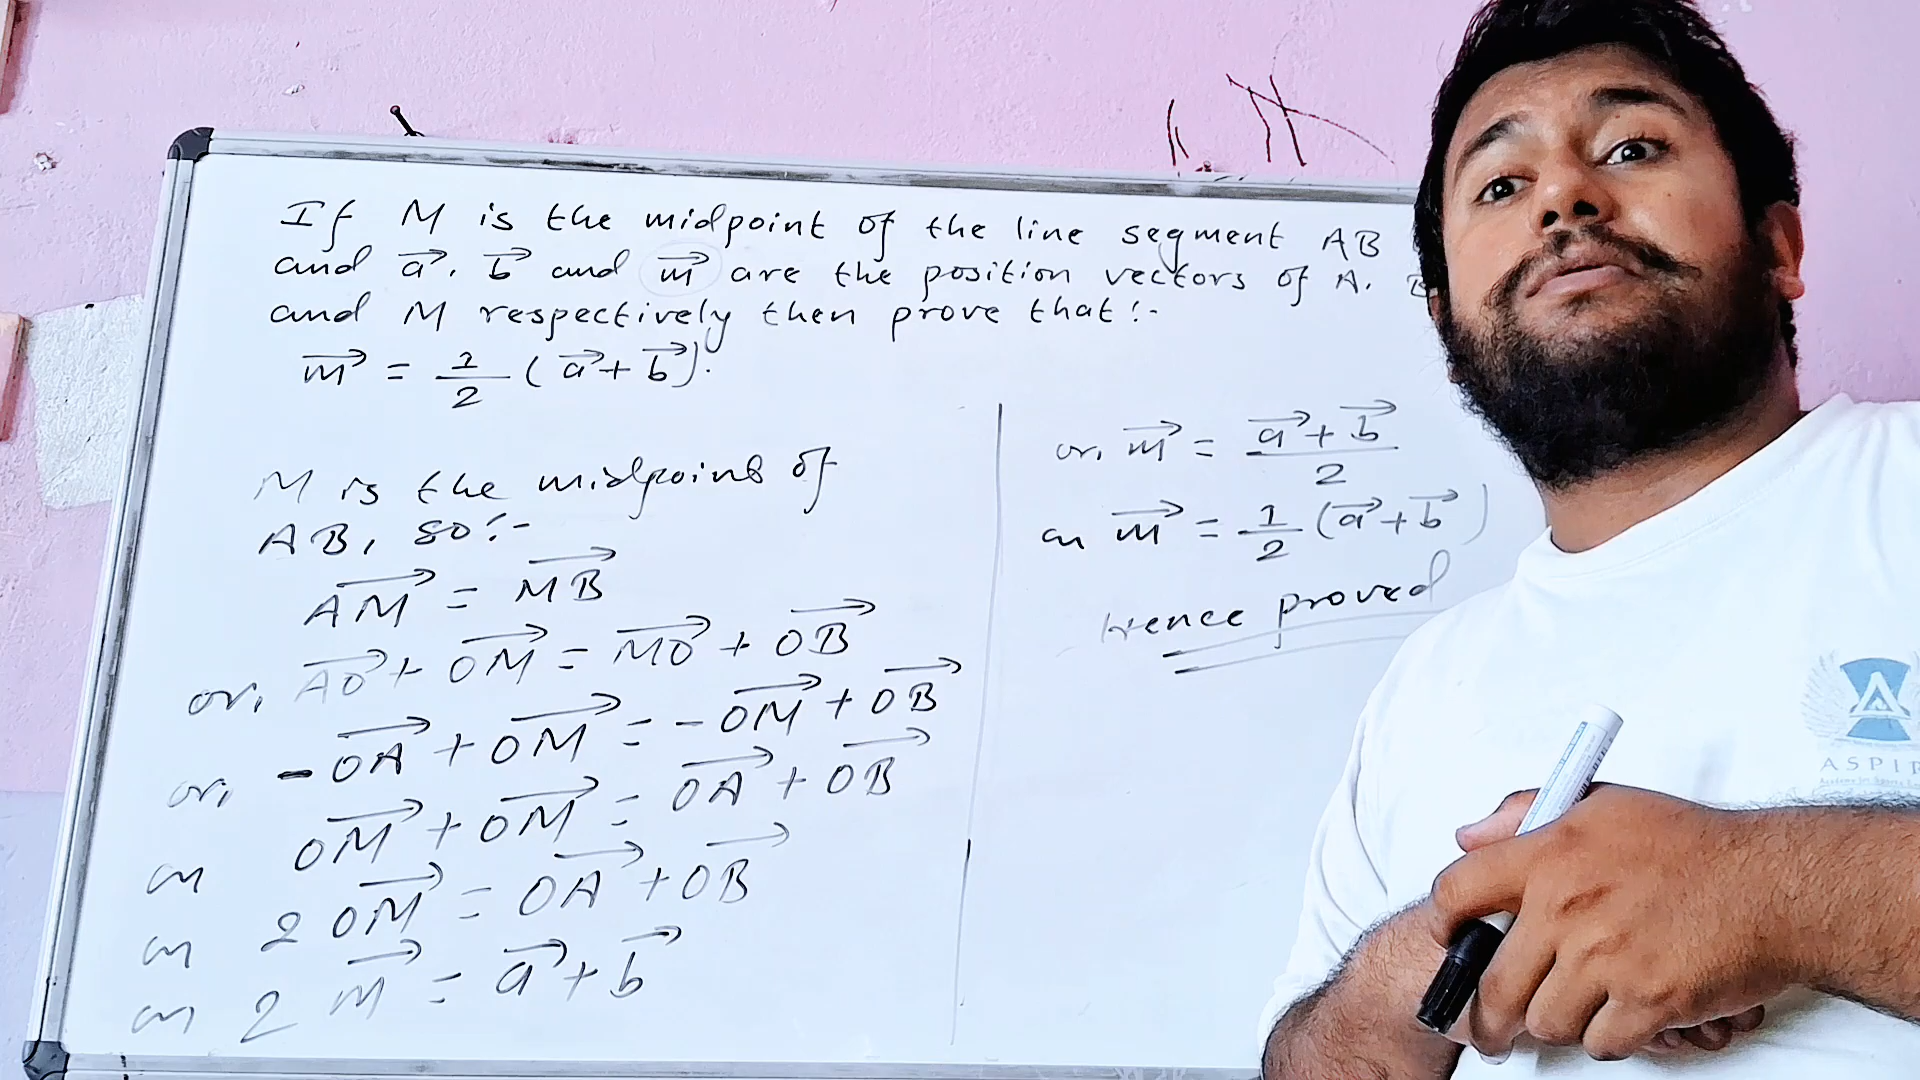 If M is the midpoint of the line segment AB
and a⃗, b⃗ and m⃗ are the position vectors of A, B
and M respectively then prove that:-
m⃗ = 1/2 (a⃗ + b⃗).
M is the midpoint of
AB, so:-
AM⃗ = MB⃗
or, AO⃗ + OM⃗ = MO⃗ + OB⃗
or, -OA⃗ + OM⃗ = -OM⃗ + OB⃗
or OM⃗ + OM⃗ = OA⃗ + OB⃗
or 2 OM⃗ = OA⃗ + OB⃗
or 2 m⃗ = a⃗ + b⃗
or, m⃗ = (a⃗ + b⃗)/2
or m⃗ = 1/2 (a⃗ + b⃗)
Hence proved
ASPIR